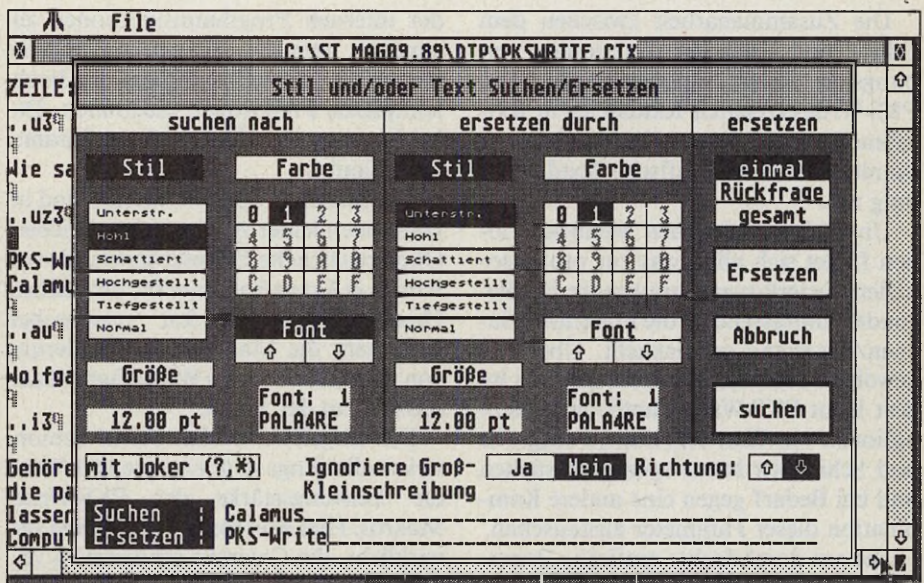 File
C:\ST_MAG09.89\DTP\PKSWRITE.CTX
ZEILE:
Stil und/oder Text Suchen/Ersetzen
..u3
suchen nach
ersetzen durch
ersetzen
Wie sa
Stil
Farbe
Stil
Farbe
einmal
Rückfrage
gesamt
..uz3
Unterstr.
0 1 2 3
Unterstr.
0 1 2 3
Hohl
4 5 6 7
Hohl
4 5 6 7
PKS-Wr
Schattiert
8 9 A B
Schattiert
8 9 A B
Ersetzen
Calamu
Hochgestellt
C D E F
Hochgestellt
C D E F
Tiefgestellt
Tiefgestellt
..au
Normal
Font
Normal
Font
Abbruch
Wolfga
Größe
Größe
..i3
12.00 pt
Font: 1
PALA4RE
12.00 pt
Font: 1
PALA4RE
suchen
Gehöre
mit Joker (?,*)
Ignoriere Groß-
Kleinschreibung
Ja Nein Richtung:
die pa
lassen
Suchen : Calamus
Comput
Ersetzen : PKS-Write